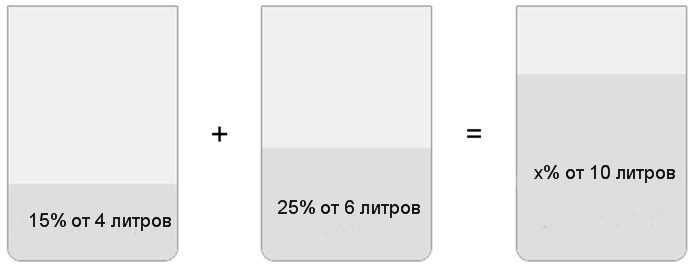 15% от 4 литров
+
25% от 6 литров
=
x% от 10 литров